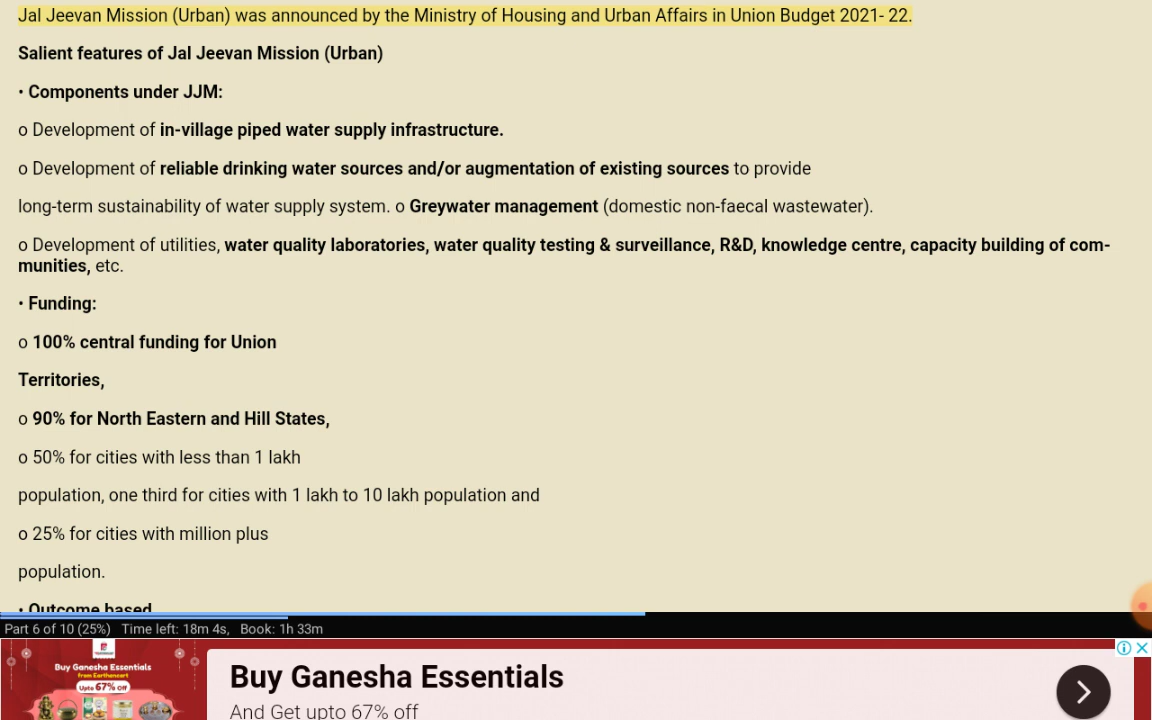 Jal Jeevan Mission (Urban) was announced by the Ministry of Housing and Urban Affairs in Union Budget 2021- 22.
Salient features of Jal Jeevan Mission (Urban)
• Components under JJM:
o Development of in-village piped water supply infrastructure.
o Development of reliable drinking water sources and/or augmentation of existing sources to provide
long-term sustainability of water supply system. o Greywater management (domestic non-faecal wastewater).
o Development of utilities, water quality laboratories, water quality testing & surveillance, R&D, knowledge centre, capacity building of com-
munities, etc.
• Funding:
o 100% central funding for Union
Territories,
o 90% for North Eastern and Hill States,
o 50% for cities with less than 1 lakh
population, one third for cities with 1 lakh to 10 lakh population and
o 25% for cities with million plus
population.
• Outcome based
Part 6 of 10 (25%) Time left: 18m 4s, Book: 1h 33m
Buy Ganesha Essentials
from Earthencart
Upto 67% Off
Buy Ganesha Essentials
And Get upto 67% off